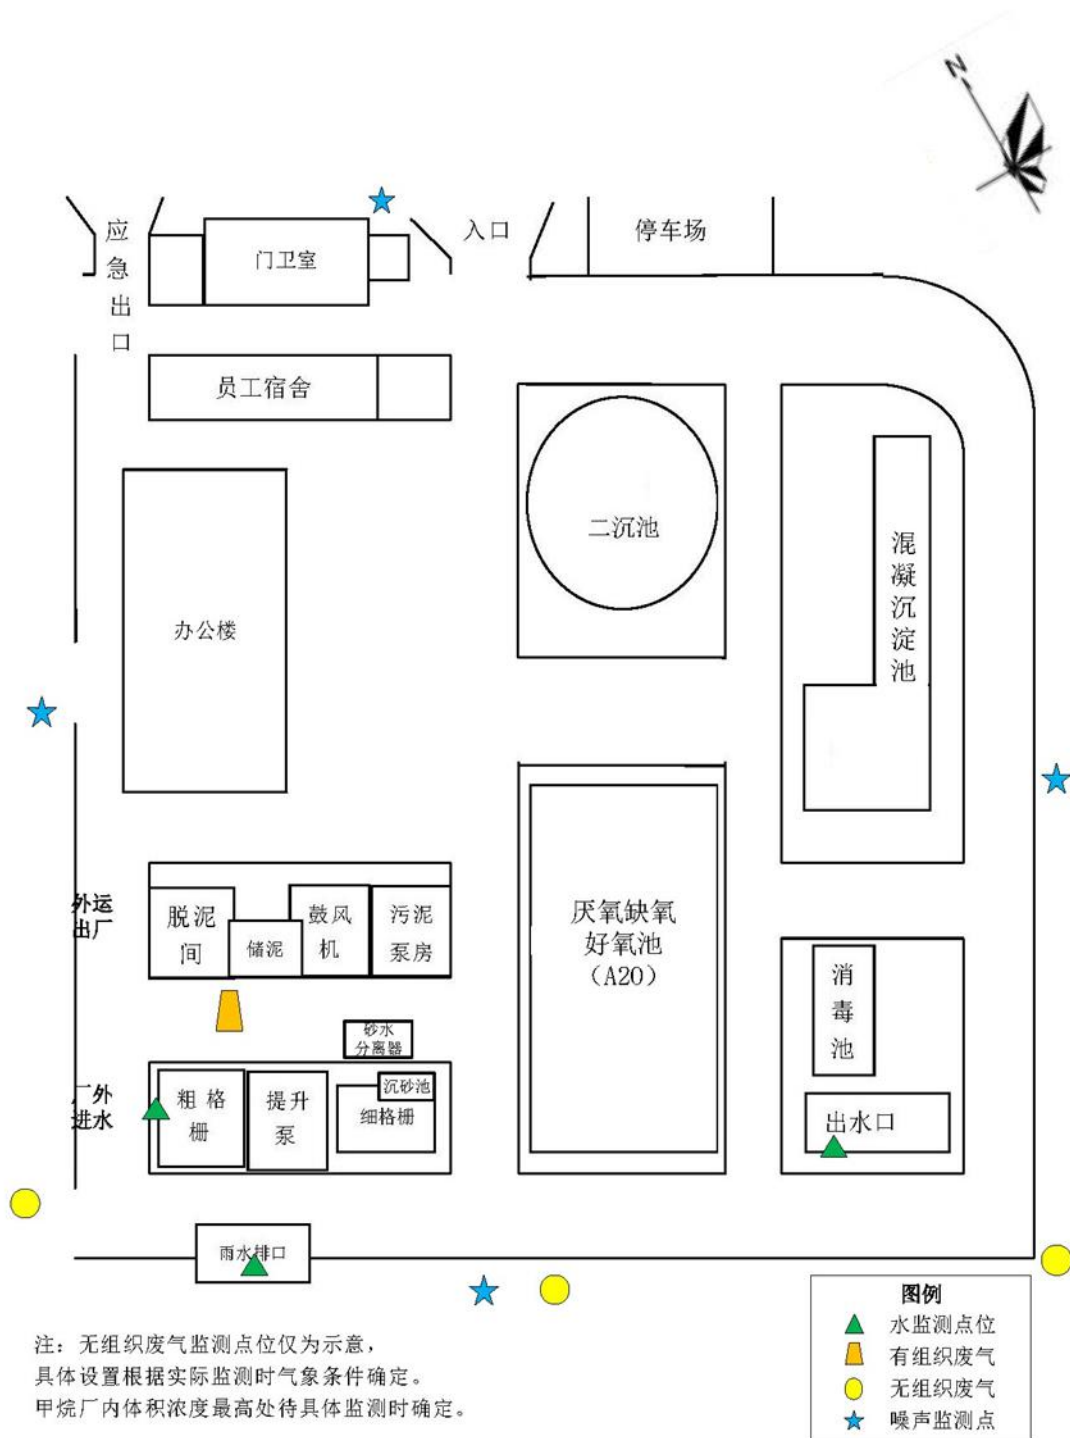 N
应急出口
门卫室
入口
停车场
员工宿舍
二沉池
混凝沉淀池
办公楼
外运
出厂
脱泥
间
储泥
鼓风
机
污泥
泵房
厌氧缺氧
好氧池
（A20）
消毒池
砂水
分离器
厂外
进水
粗格
栅
提升
泵
沉砂池
细格栅
出水口
雨水排口
图例
水监测点位
有组织废气
无组织废气
噪声监测点
注：无组织废气监测点位仅为示意，
具体设置根据实际监测时气象条件确定。
甲烷厂内体积浓度最高处待具体监测时确定。